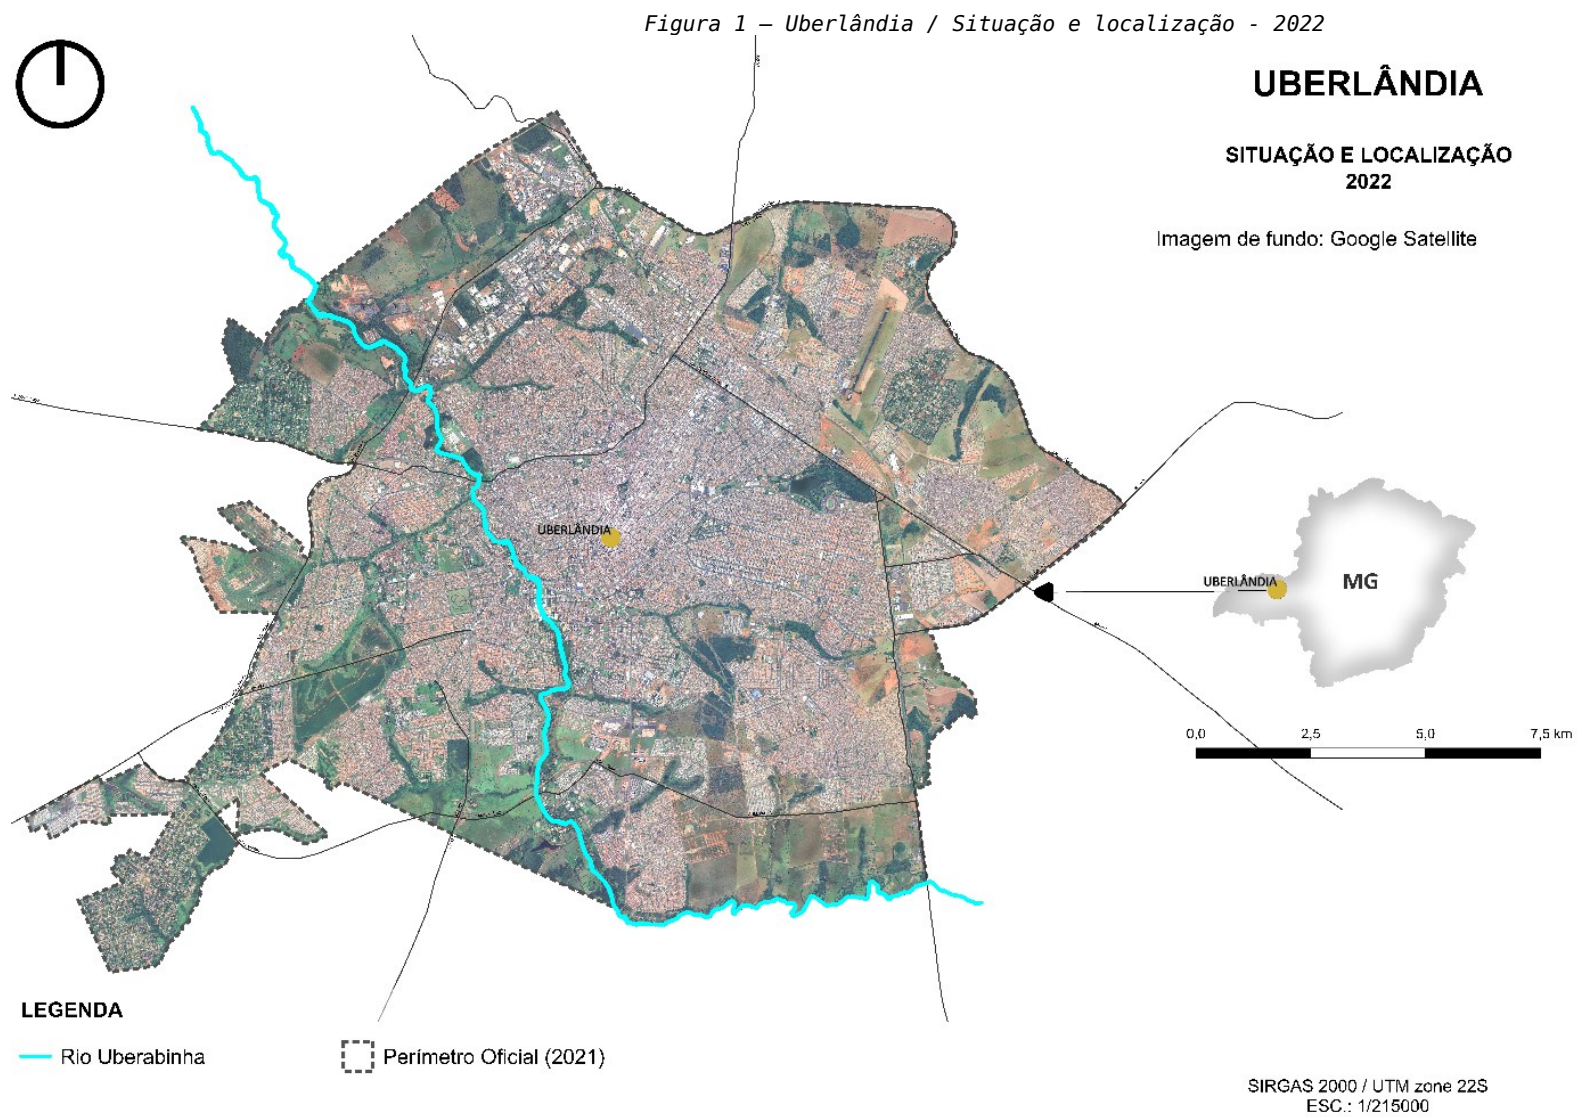 Figura 1 – Uberlândia / Situação e localização - 2022
UBERLÂNDIA
SITUAÇÃO E LOCALIZAÇÃO
2022
Imagem de fundo: Google Satellite
UBERLÂNDIA
UBERLÂNDIA
MG
0,0 2,5 5,0 7,5 km
LEGENDA
Rio Uberabinha
Perímetro Oficial (2021)
SIRGAS 2000 / UTM zone 22S
ESC.: 1/215000